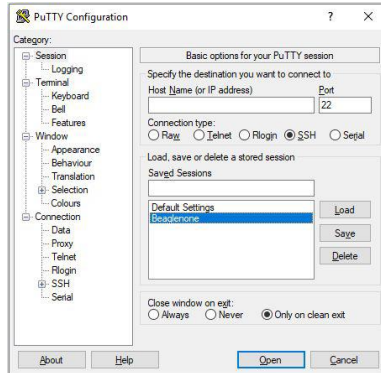 PuTTY Configuration
?
X
Category:
Session
Logging
Terminal
Keyboard
Bell
Features
Window
Appearance
Behaviour
Translation
Selection
Colours
Connection
Data
Proxy
Telnet
Rlogin
SSH
Serial
Basic options for your PuTTY session
Specify the destination you want to connect to
Host Name (or IP address) Port
22
Connection type:
Raw Telnet Rlogin SSH Serial
Load, save or delete a stored session
Saved Sessions
Default Settings
Beaglenone
Load
Save
Delete
Close window on exit:
Always Never Only on clean exit
About Help Open Cancel